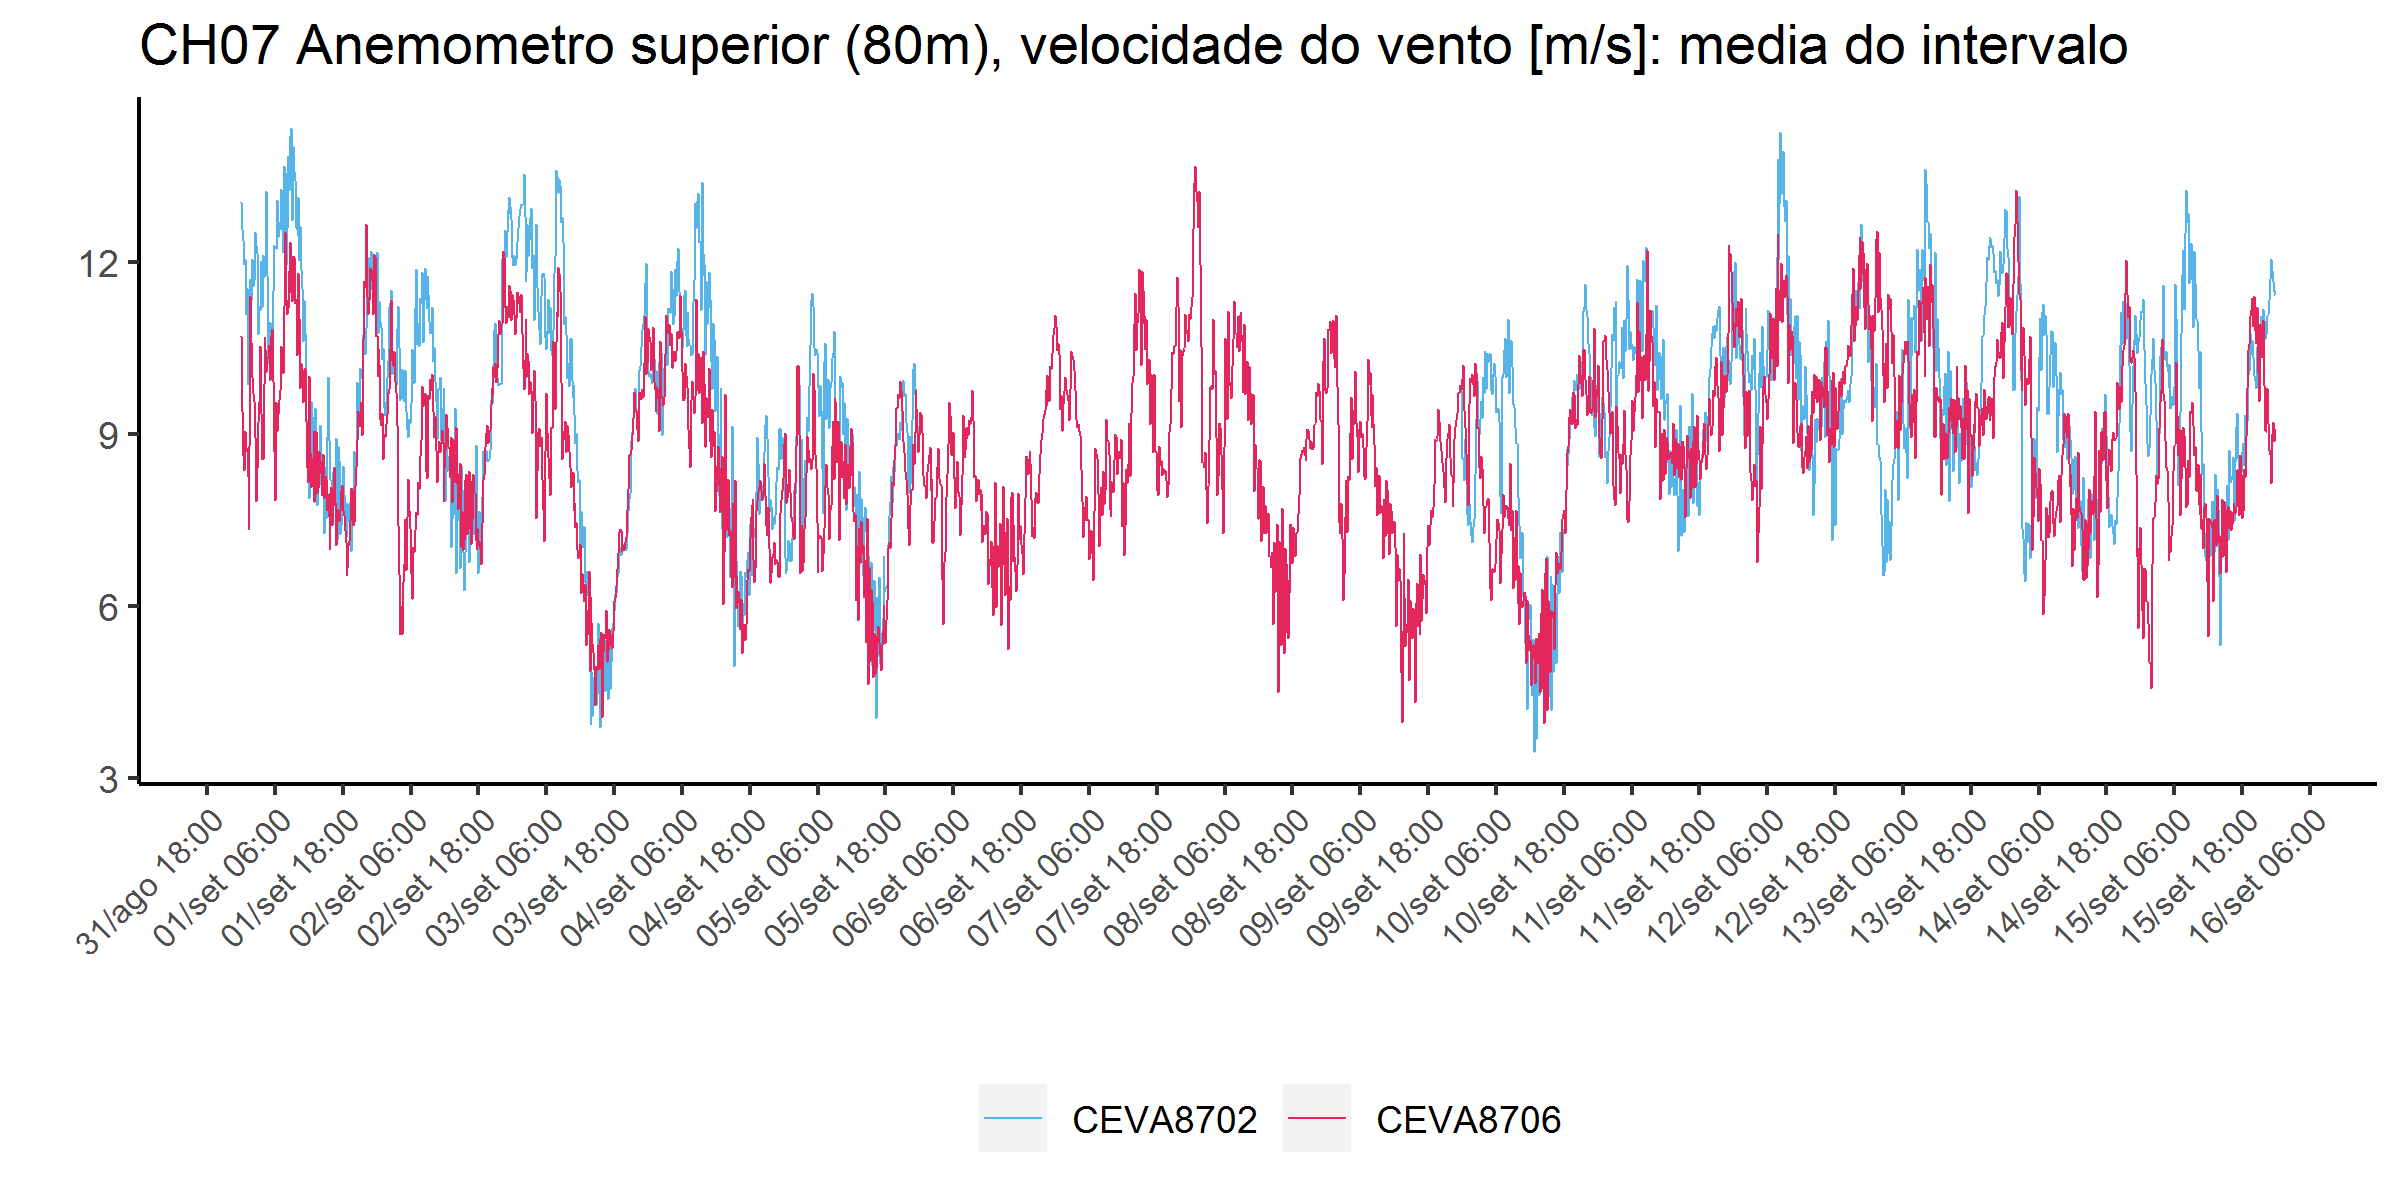 CH07 Anemometro superior (80m), velocidade do vento [m/s]: media do intervalo
12
9
6
3
31/ago 18:00
01/set 06:00
01/set 18:00
02/set 06:00
02/set 18:00
03/set 06:00
03/set 18:00
04/set 06:00
04/set 18:00
05/set 06:00
05/set 18:00
06/set 06:00
06/set 18:00
07/set 06:00
07/set 18:00
08/set 06:00
08/set 18:00
09/set 06:00
09/set 18:00
10/set 06:00
10/set 18:00
11/set 06:00
11/set 18:00
12/set 06:00
12/set 18:00
13/set 06:00
13/set 18:00
14/set 06:00
14/set 18:00
15/set 06:00
15/set 18:00
16/set 06:00
CEVA8702
CEVA8706